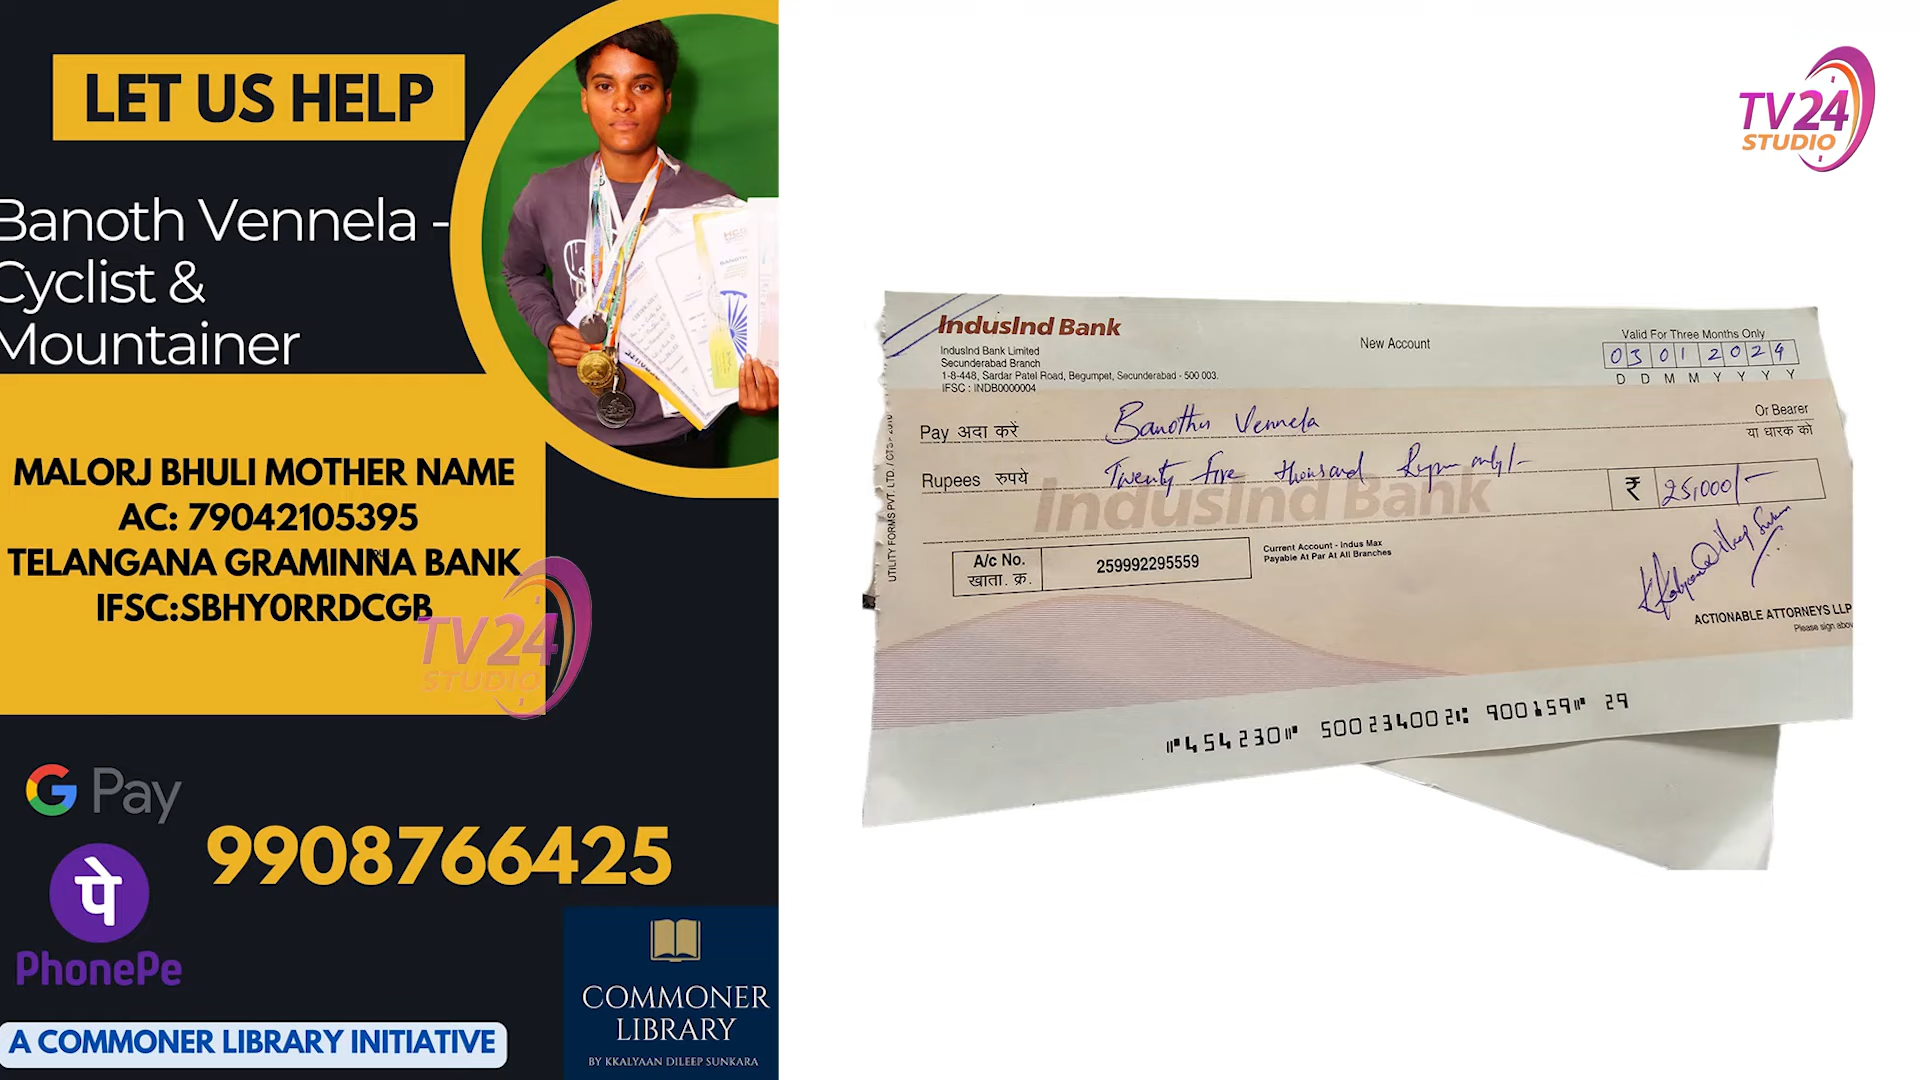 LET US HELP
Banoth Vennela -
Cyclist &
Mountainer
MALORJ BHULI MOTHER NAME
AC: 79042105395
TELANGANA GRAMINNA BANK
IFSC:SBHY0RRDCGB
TV24
STUDIO
G Pay
9908766425
पे
PhonePe
A COMMONER LIBRARY INITIATIVE
COMMONER
LIBRARY
BY KKALYAAN DILEEP SUNKARA
TV24
STUDIO
IndusInd Bank
IndusInd Bank Limited
Secunderabad Branch
1-8-448, Sardar Patel Road, Begumpet, Secunderabad - 500 003.
IFSC : INDB0000004
New Account
Valid For Three Months Only
03012024
D D M M Y Y Y Y
Pay अदा करें Banothu Vennela
Or Bearer
या धारक को
Rupees रुपये Twenty five thousand Rupees only/-
₹ 25,000/-
IndusInd Bank
A/c No.
खाता. क्र.
259992295559
Current Account - Indus Max
Payable At Par At All Branches
ACTIONABLE ATTORNEYS LLP
Please sign above
UTILITY FORMS PVT. LTD. / CTS - 2010
⑈454230⑈ 500234002⑆ 900159⑈ 29